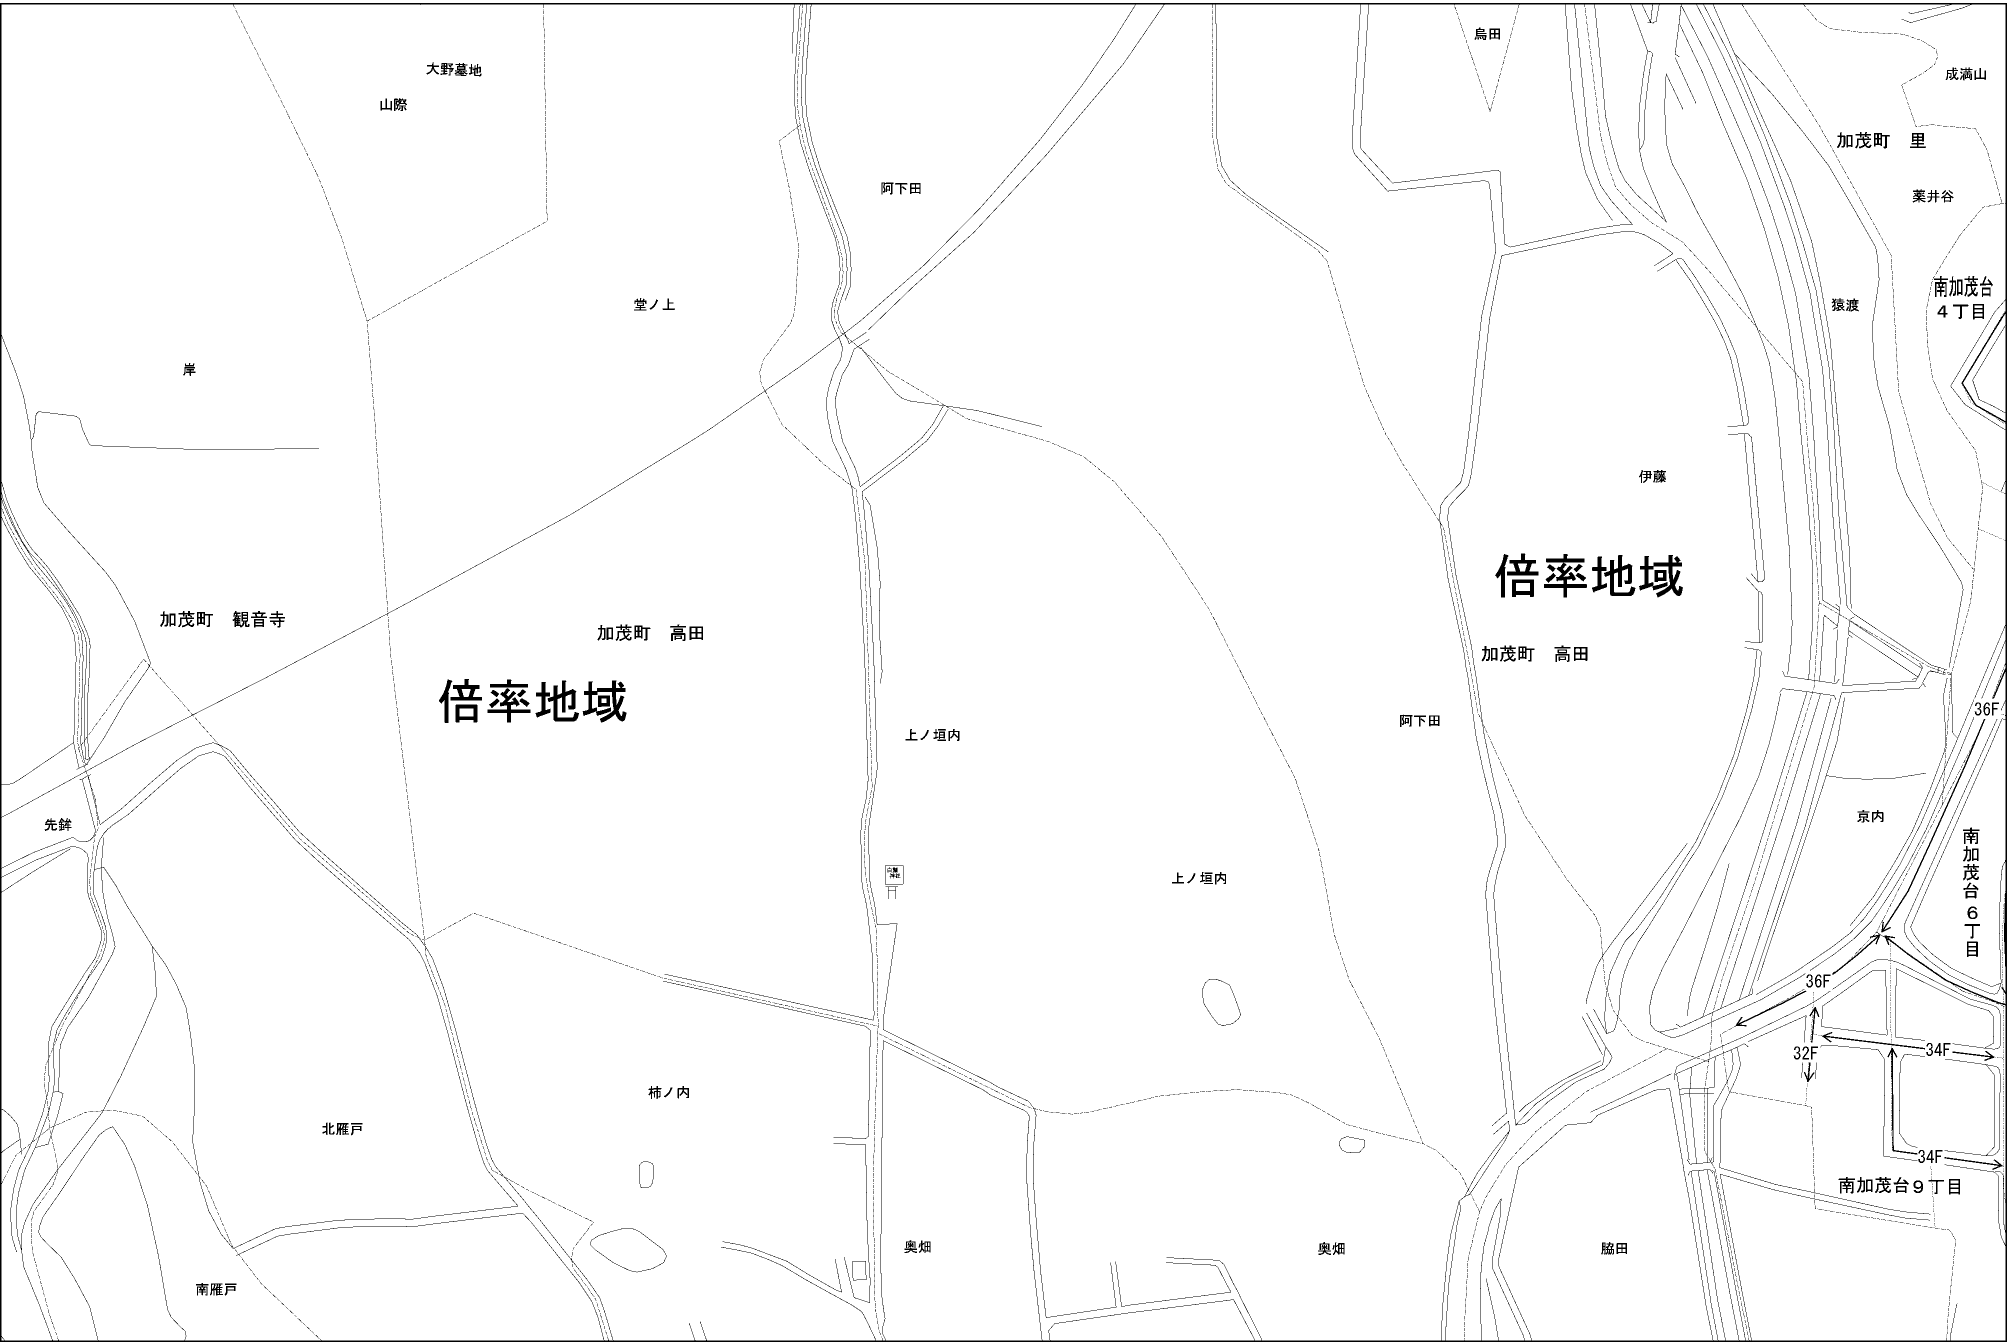 烏田
大野墓地
成満山
山際
加茂町　里
阿下田
薬井谷
南加茂台
４丁目
堂ノ上
猿渡
岸
伊藤
倍率地域
加茂町　観音寺
加茂町　高田
加茂町　高田
倍率地域
36F
阿下田
上ノ垣内
京内
先鉾
南加茂台６丁目
上ノ垣内
36F
34F
32F
柿ノ内
北雁戸
34F
南加茂台９丁目
奥畑
奥畑
脇田
南雁戸